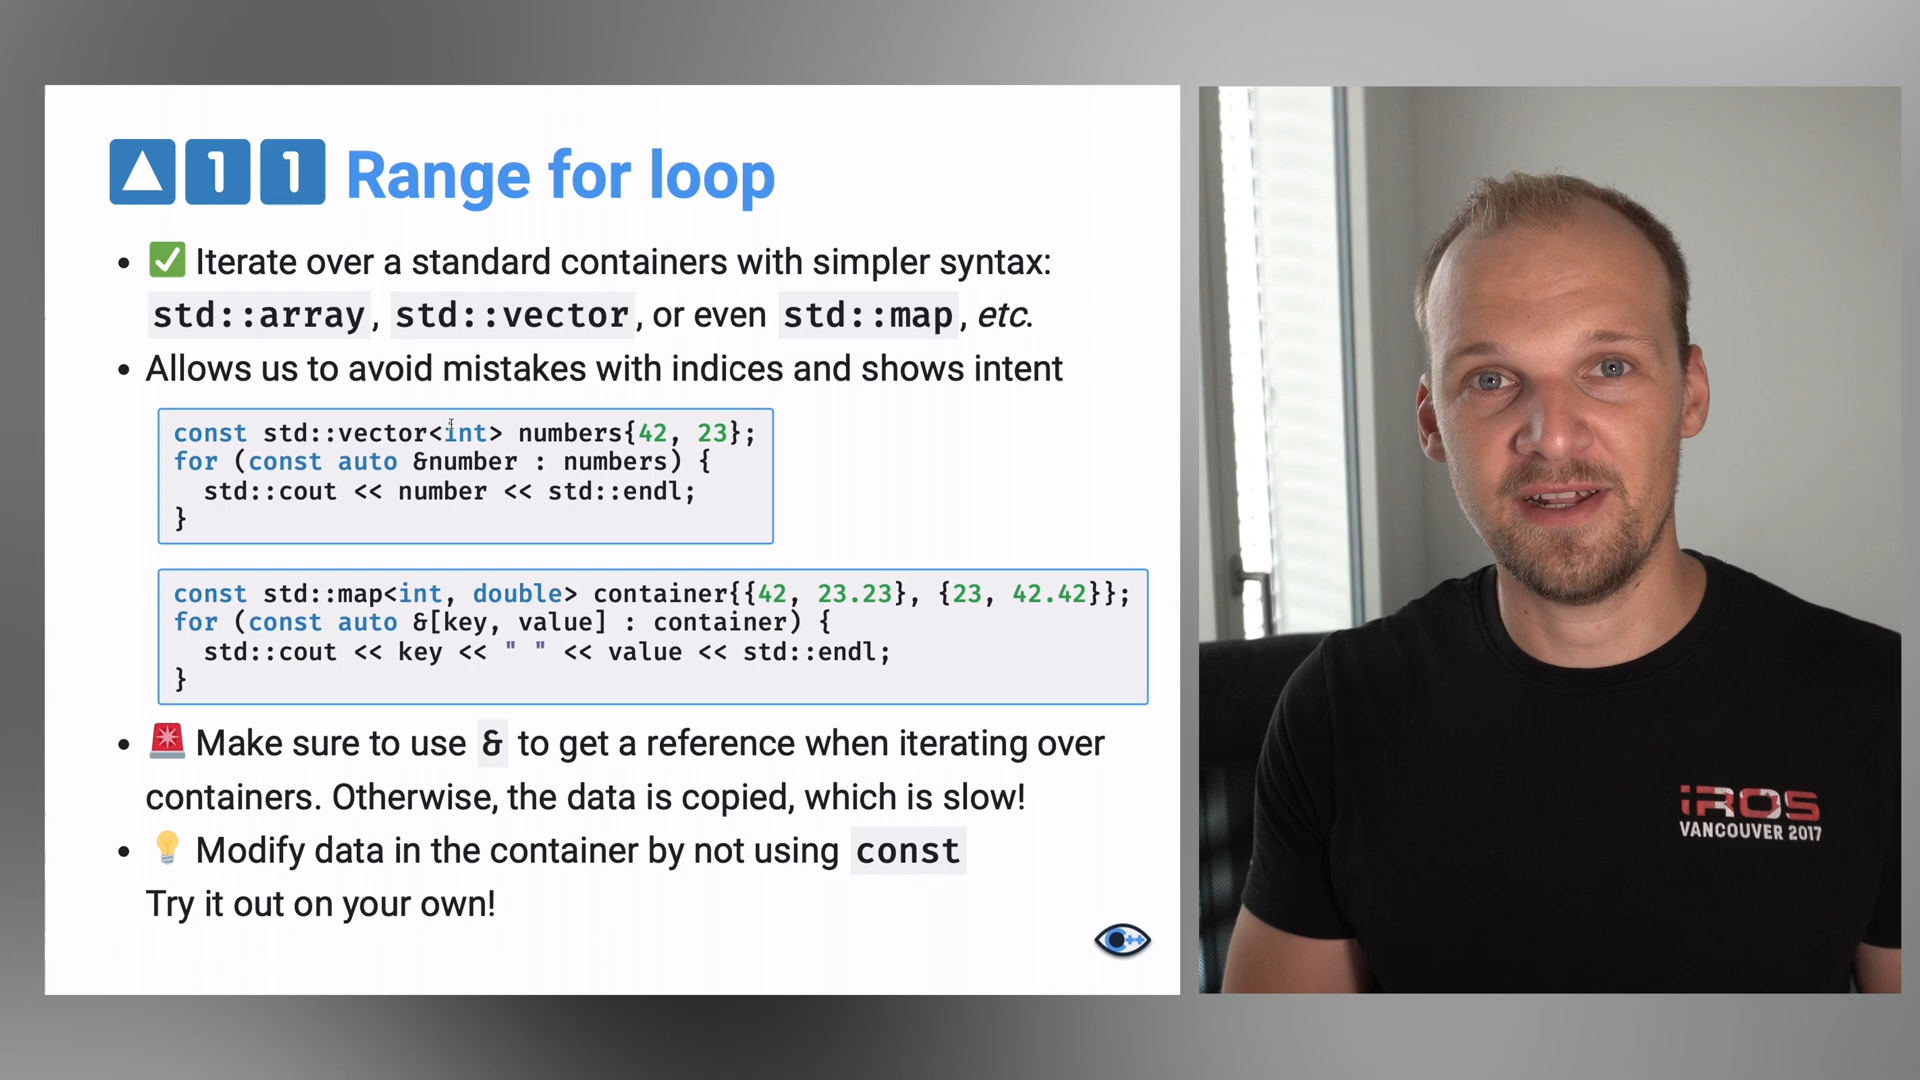 11 Range for loop
Iterate over a standard containers with simpler syntax:
std::array, std::vector, or even std::map, etc.
Allows us to avoid mistakes with indices and shows intent
const std::vector<int> numbers{42, 23};
for (const auto &number : numbers) {
  std::cout << number << std::endl;
}
const std::map<int, double> container{{42, 23.23}, {23, 42.42}};
for (const auto &[key, value] : container) {
  std::cout << key << " " << value << std::endl;
}
Make sure to use & to get a reference when iterating over
containers. Otherwise, the data is copied, which is slow!
Modify data in the container by not using const
Try it out on your own!
C++
iROS
VANCOUVER 2017